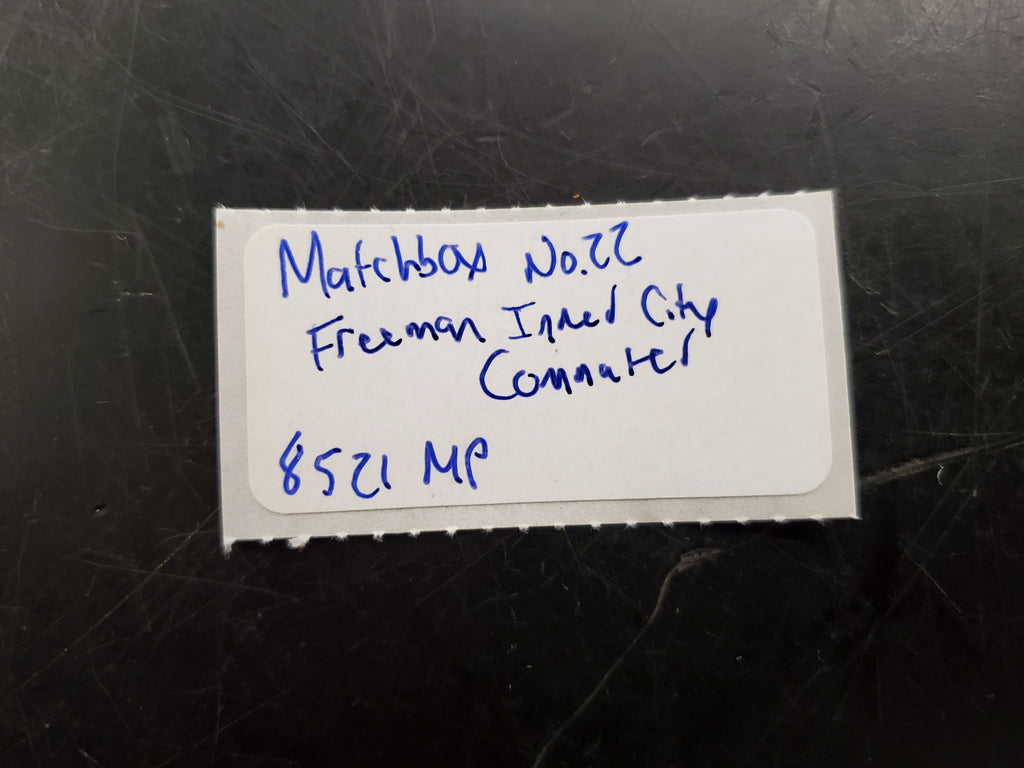 Matchbox No.22
Freeman Inner City
Commuter
8521 MP